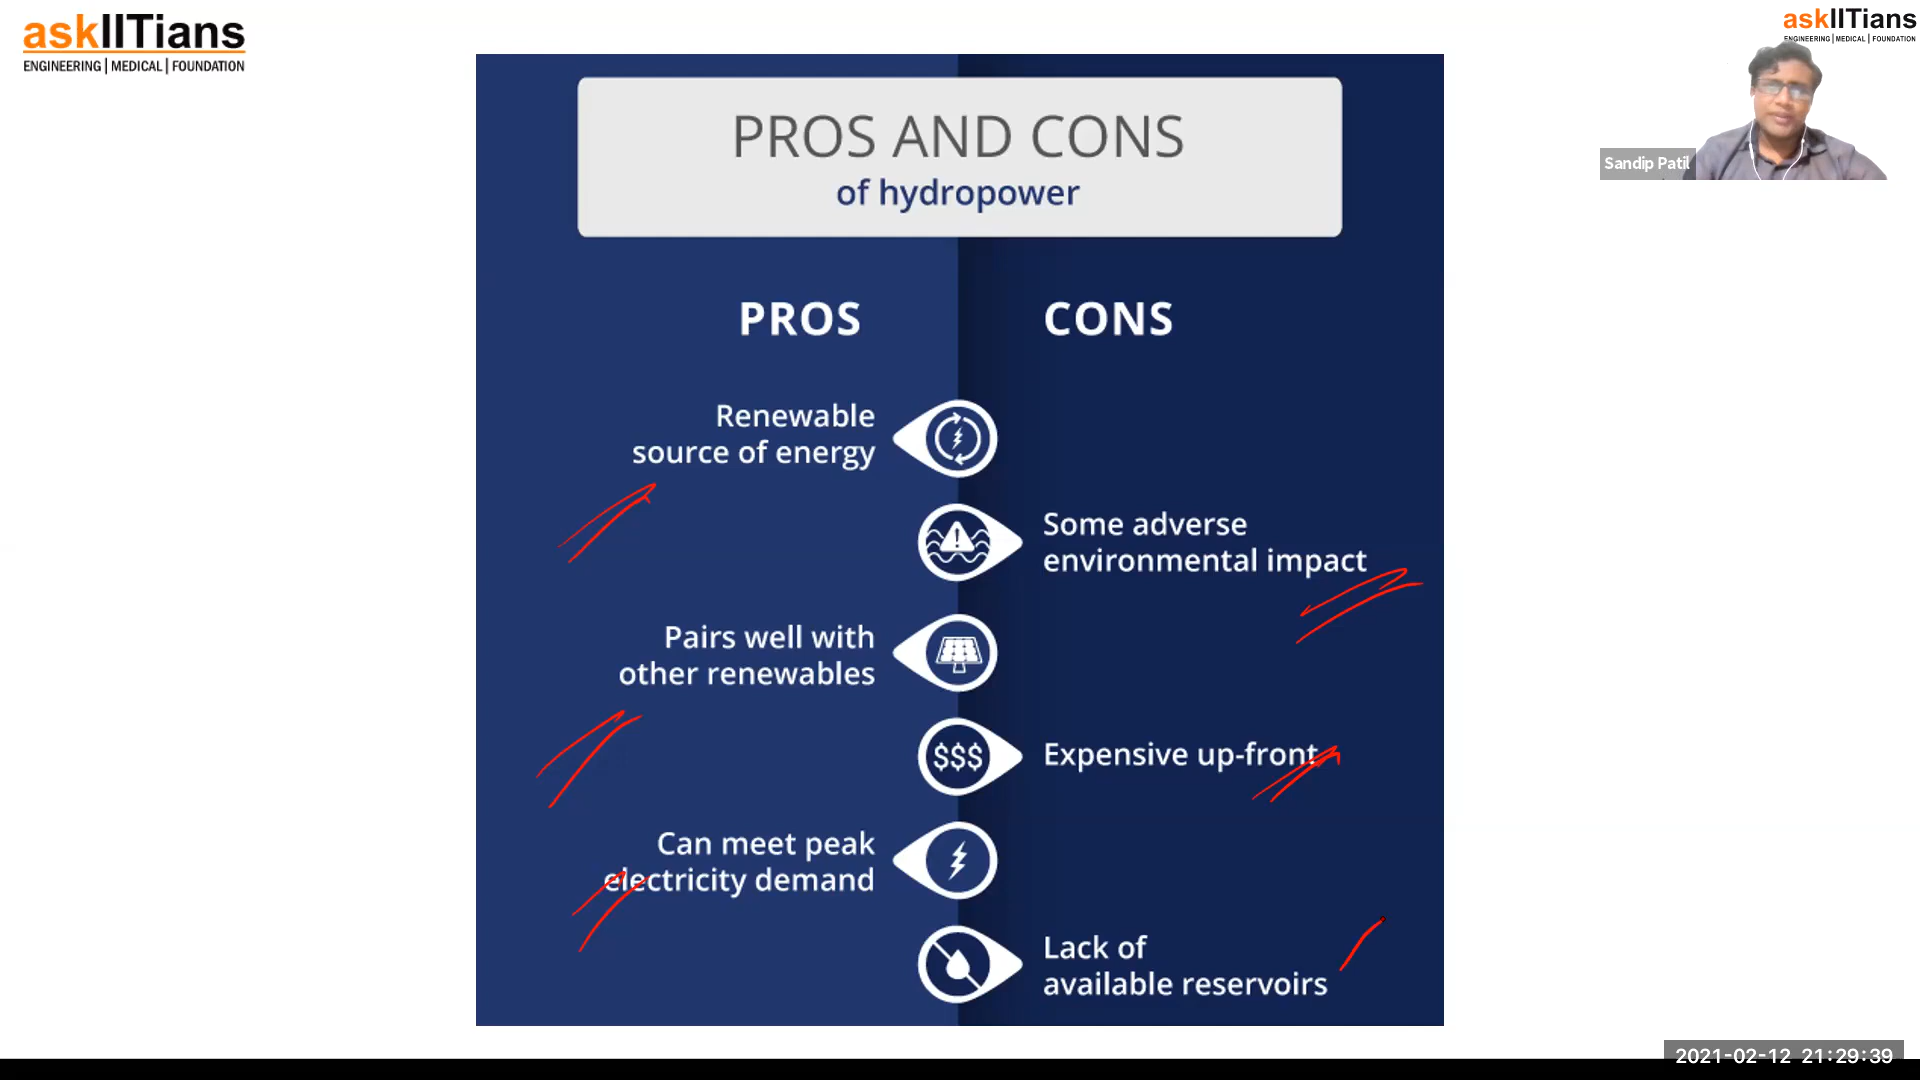 askIITians
ENGINEERING | MEDICAL | FOUNDATION
askIITians
ENGINEERING | MEDICAL | FOUNDATION
Sandip Patil
PROS AND CONS
of hydropower
PROS
CONS
Renewable
source of energy
Some adverse
environmental impact
Pairs well with
other renewables
$$$
Expensive up-front
Can meet peak
electricity demand
Lack of
available reservoirs
2021-02-12 21:29:39